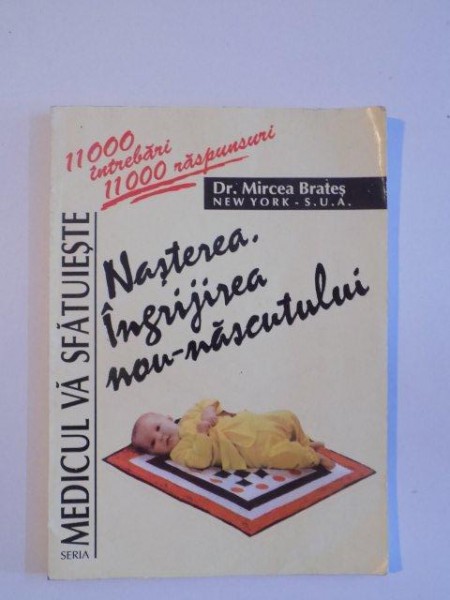 11000
întrebări
11000 răspunsuri
Dr. Mircea Brateș
NEW YORK - S.U.A.
Nașterea.
Îngrijirea
nou-născutului
SERIA MEDICUL VĂ SFĂTUIEȘTE